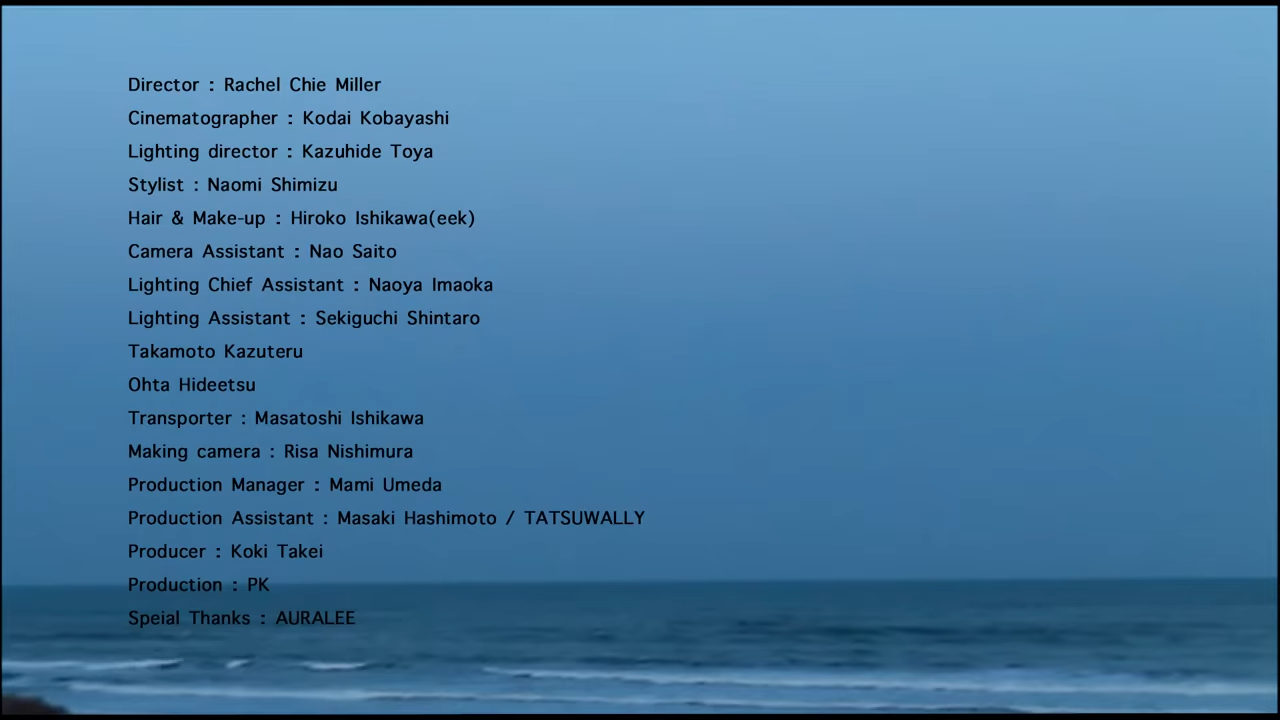 Director : Rachel Chie Miller
Cinematographer : Kodai Kobayashi
Lighting director : Kazuhide Toya
Stylist : Naomi Shimizu
Hair & Make-up : Hiroko Ishikawa(eek)
Camera Assistant : Nao Saito
Lighting Chief Assistant : Naoya Imaoka
Lighting Assistant : Sekiguchi Shintaro
Takamoto Kazuteru
Ohta Hideetsu
Transporter : Masatoshi Ishikawa
Making camera : Risa Nishimura
Production Manager : Mami Umeda
Production Assistant : Masaki Hashimoto / TATSUWALLY
Producer : Koki Takei
Production : PK
Speial Thanks : AURALEE